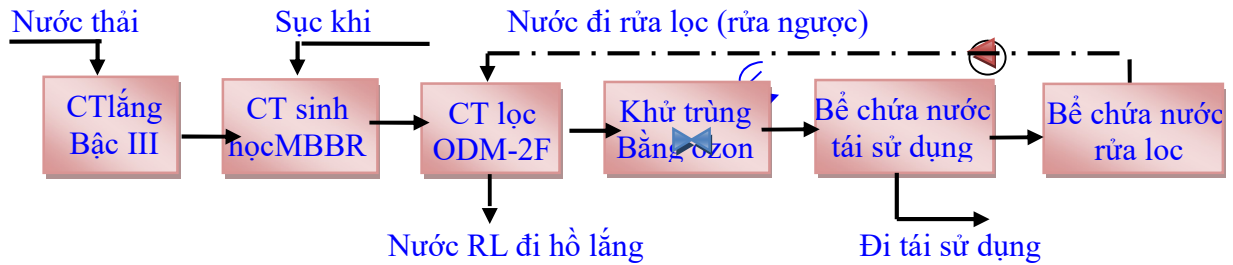 Nước thải
Sục khi
Nước đi rửa lọc (rửa ngược)
CTlắng
Bậc III
CT sinh
họcMBBR
CT lọc
ODM-2F
Khử trùng
Bằng ozon
Bể chứa nước
tái sử dụng
Bể chứa nước
rửa loc
Nước RL đi hồ lắng
Đi tái sử dụng